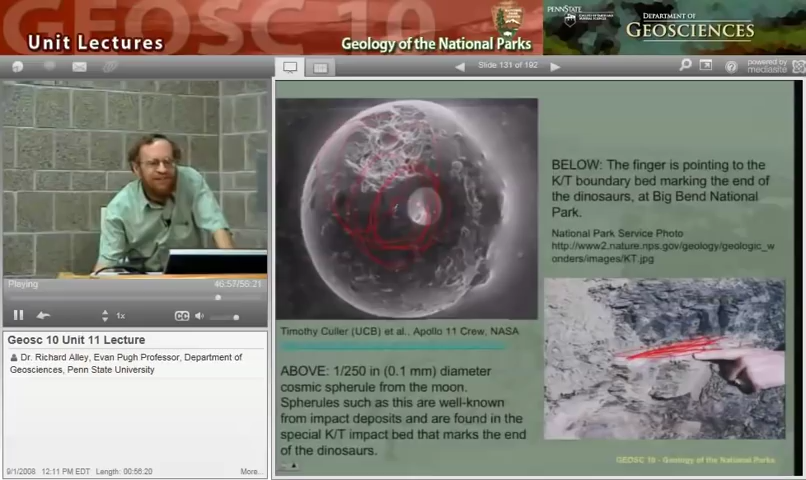 GEOSC 10
Unit Lectures
Geology of the National Parks
PENNSTATE
DEPARTMENT OF
GEOSCIENCES
Slide 131 of 192
powered by
mediasite
Playing
46:57/56:21
1x
CC
Geosc 10 Unit 11 Lecture
Dr. Richard Alley, Evan Pugh Professor, Department of
Geosciences, Penn State University
9/1/2008 12:11 PM EDT Length: 00:56:20
More...
Timothy Culler (UCB) et al., Apollo 11 Crew, NASA
ABOVE: 1/250 in (0.1 mm) diameter
cosmic spherule from the moon.
Spherules such as this are well-known
from impact deposits and are found in the
special K/T impact bed that marks the end
of the dinosaurs.
BELOW: The finger is pointing to the
K/T boundary bed marking the end of
the dinosaurs, at Big Bend National
Park.
National Park Service Photo
http://www2.nature.nps.gov/geology/geologic_w
onders/images/KT.jpg
GEOSC 10 - Geology of the National Parks